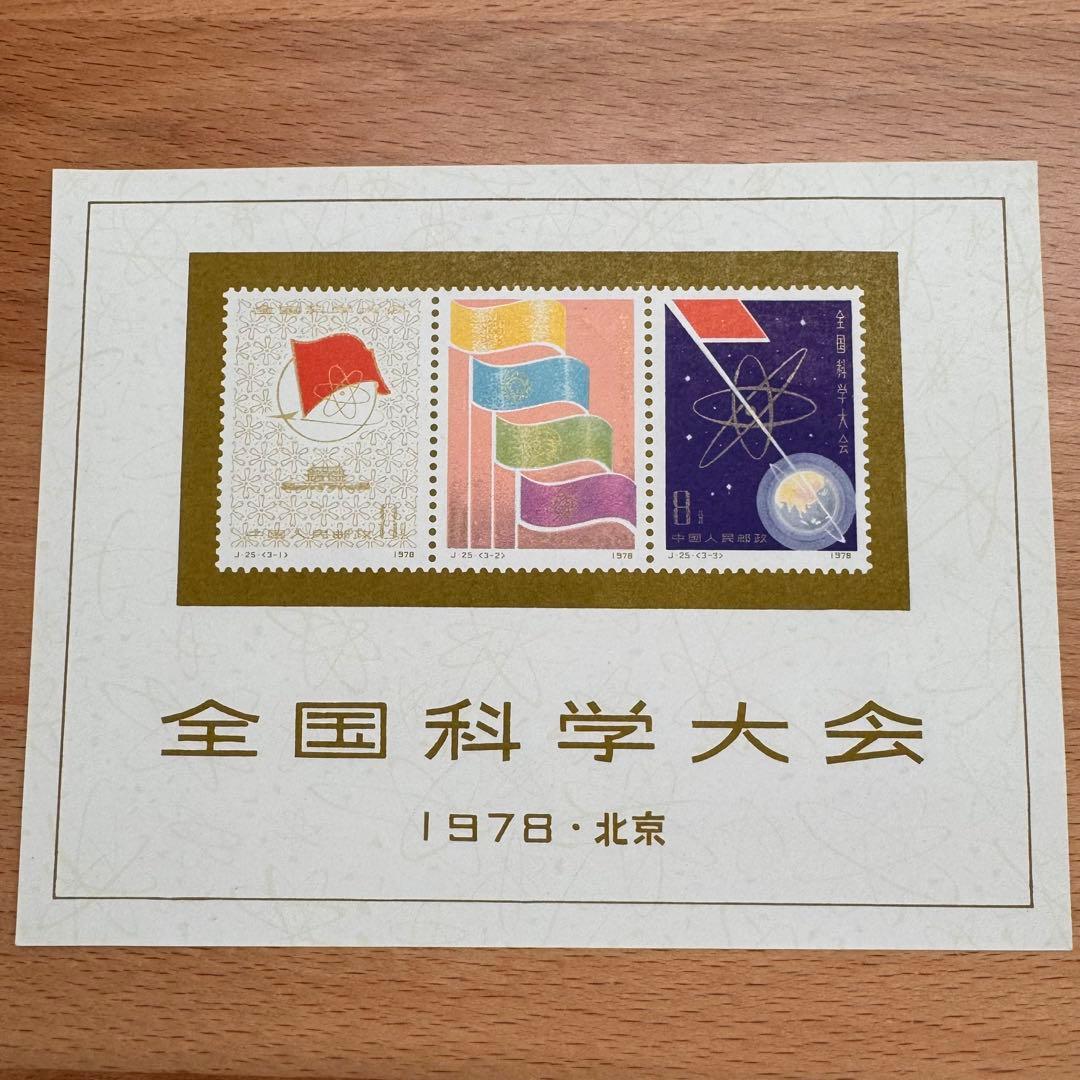 全国科学大会
中国人民邮政
J·25·(3-1) 1978
J·25·(3-2) 1978
全国科学大会
8分
中国人民邮政
J·25·(3-3) 1978
全国科学大会
1978·北京